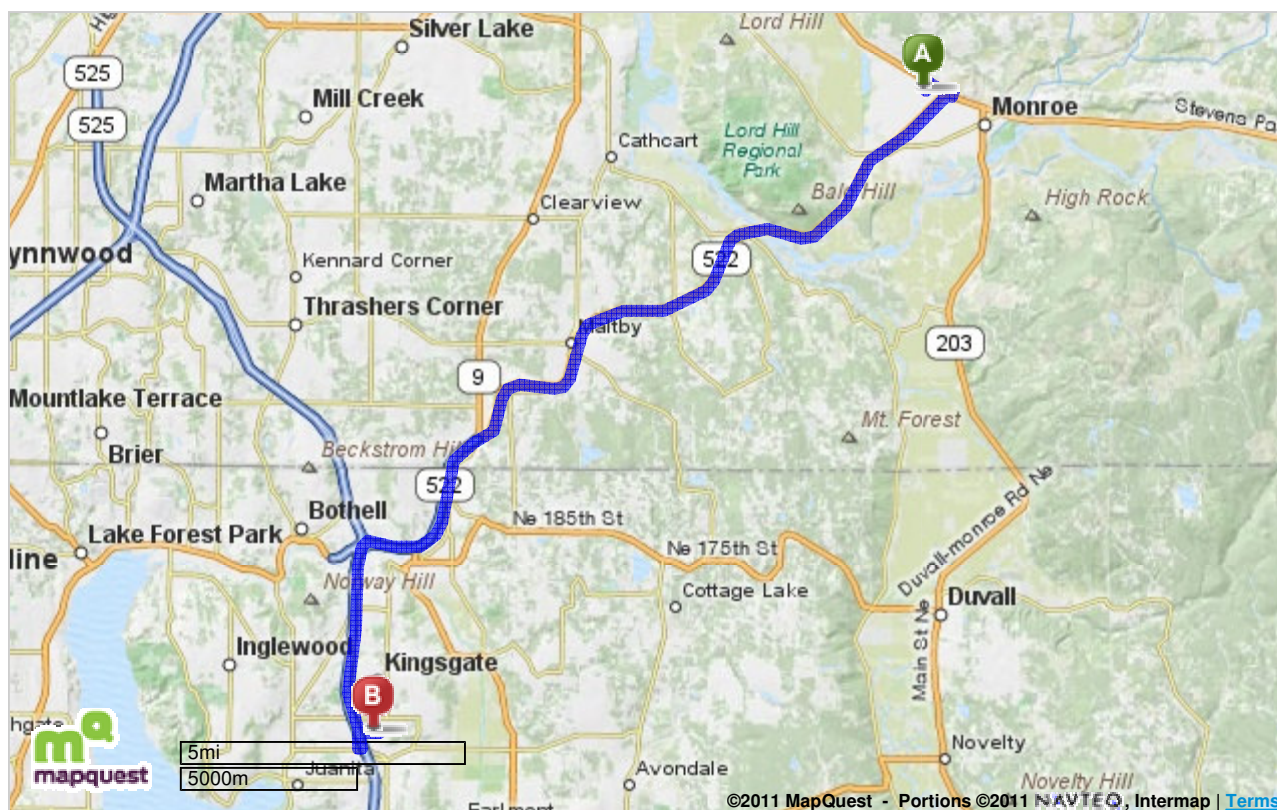 Lord Hill
Silver Lake
525
A
Mill Creek
525
Monroe
Stevens Pa
Cathcart
Lord Hill
Regional
Park
Martha Lake
Bald Hill
High Rock
Clearview
ynnwood
Kennard Corner
522
Thrashers Corner
Maltby
203
9
Mountlake Terrace
Mt. Forest
Brier
Beckstrom Hill
522
Duvall-monroe Rd Ne
Bothell
Ne 185th St
Lake Forest Park
line
Ne 175th St
Norway Hill
Cottage Lake
Duvall
Main St Ne
Inglewood
Kingsgate
B
hgate
mq
mapquest
5mi
5000m
Juanita
Novelty
Avondale
Novelty Hill
©2011 MapQuest - Portions ©2011 NAVTEQ, Intermap | Terms